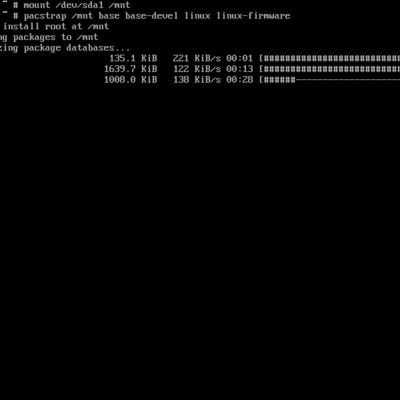 ~ # mount /dev/sda1 /mnt
~ # pacstrap /mnt base base-devel linux linux-firmware
install root at /mnt
ng packages to /mnt
zing package databases...
135.1 KiB 221 KiB/s 00:01 [##########################
1639.7 KiB 122 KiB/s 00:13 [##########################
1008.0 KiB 138 KiB/s 00:28 [######--------------------